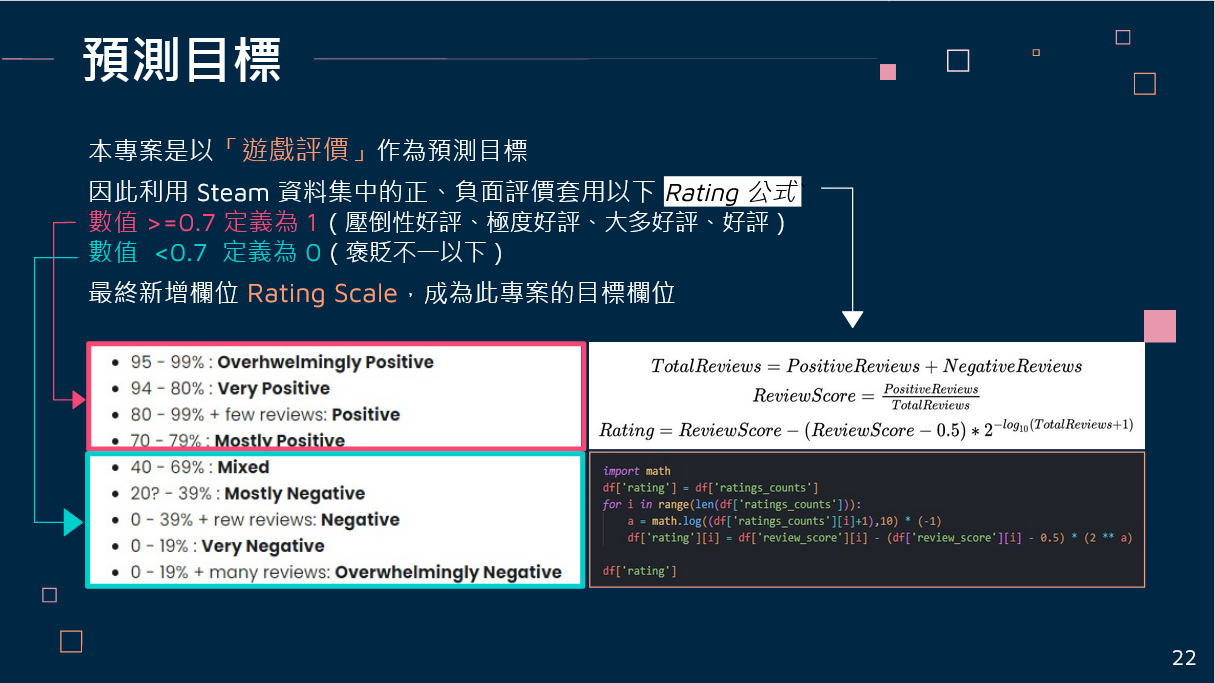 預測目標
本專案是以「遊戲評價」作為預測目標
因此利用 Steam 資料集中的正、負面評價套用以下 Rating 公式
數值 >=0.7 定義為 1 ( 壓倒性好評、極度好評、大多好評、好評 )
數值 <0.7 定義為 0 ( 褒貶不一以下 )
最終新增欄位 Rating Scale，成為此專案的目標欄位
• 95 - 99% : Overhwelmingly Positive
• 94 - 80% : Very Positive
• 80 - 99% + few reviews: Positive
• 70 - 79% : Mostly Positive
• 40 - 69% : Mixed
• 20? - 39% : Mostly Negative
• 0 - 39% + rew reviews: Negative
• 0 - 19% : Very Negative
• 0 - 19% + many reviews: Overwhelmingly Negative
TotalReviews = PositiveReviews + NegativeReviews
ReviewScore = PositiveReviews / TotalReviews
Rating = ReviewScore − (ReviewScore − 0.5) ∗ 2^−log₁₀(TotalReviews+1)
import math
df['rating'] = df['ratings_counts']
for i in range(len(df['ratings_counts'])):
    a = math.log((df['ratings_counts'][i]+1),10) * (-1)
    df['rating'][i] = df['review_score'][i] - (df['review_score'][i] - 0.5) * (2 ** a)
df['rating']
22